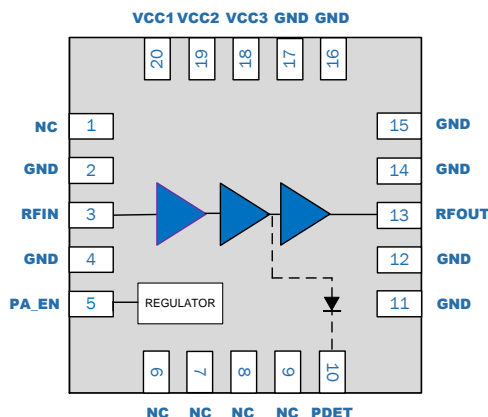 VCC1 VCC2 VCC3 GND GND
20 19 18 17 16
NC 1 15 GND
GND 2 14 GND
RFIN 3 13 RFOUT
GND 4 12 GND
PA_EN 5 REGULATOR 11 GND
6 7 8 9 10
NC NC NC NC PDET